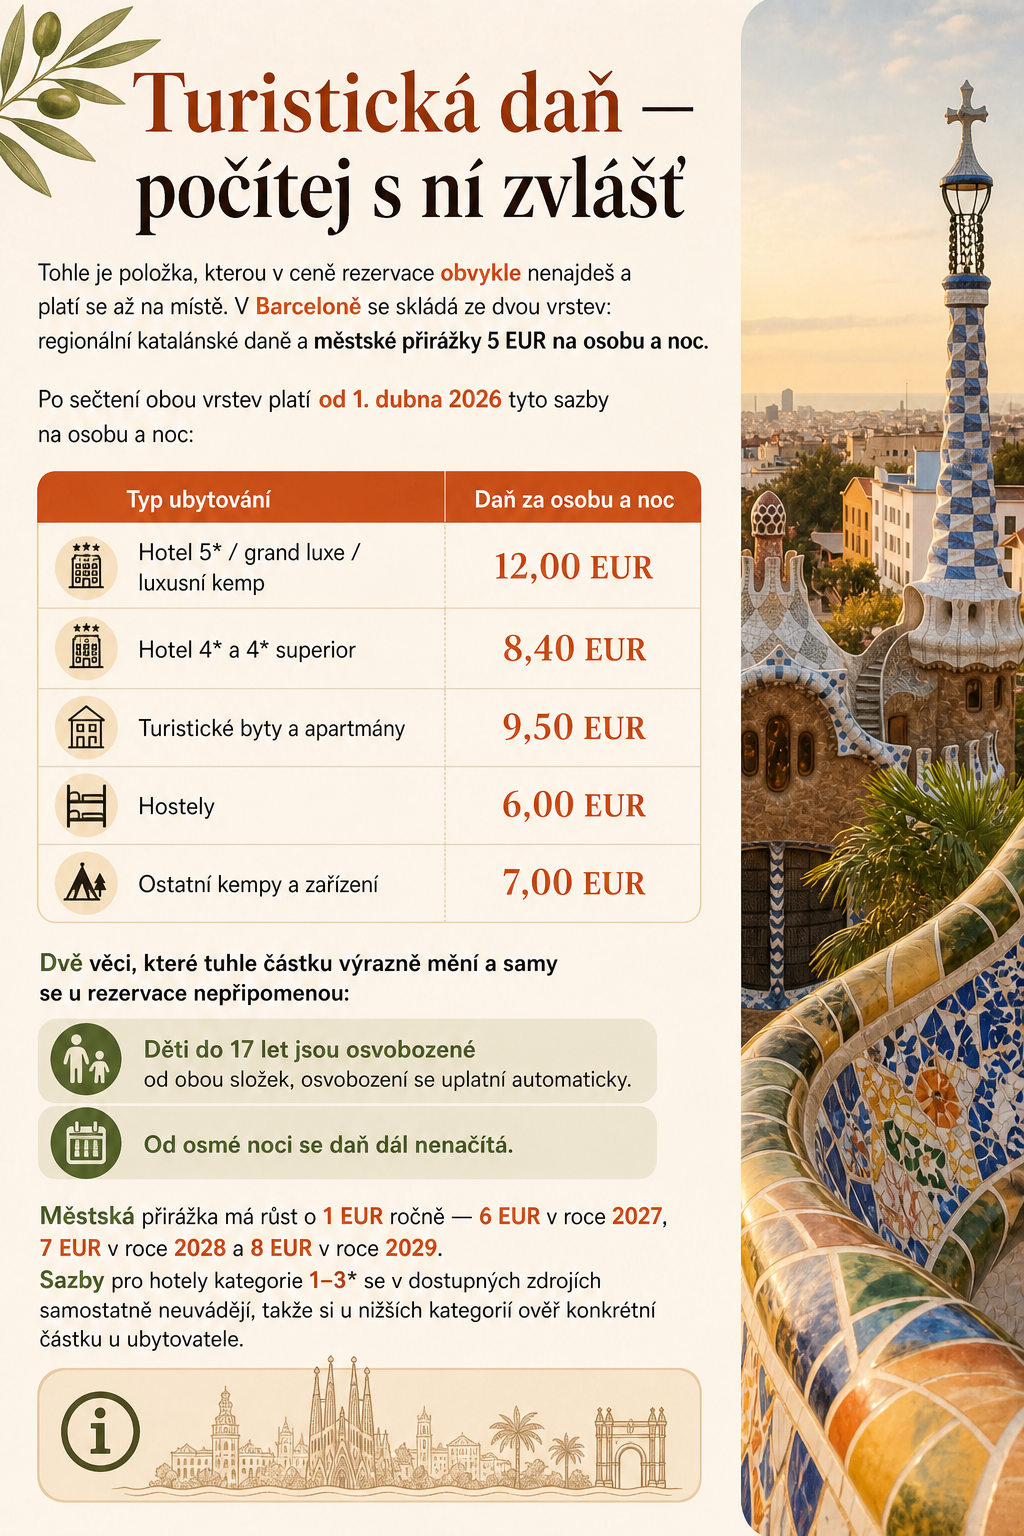 Turistická daň —
počítej s ní zvlášť
Tohle je položka, kterou v ceně rezervace obvykle nenajdeš a
platí se až na místě. V Barceloně se skládá ze dvou vrstev:
regionální katalánské daně a městské přirážky 5 EUR na osobu a noc.
Po sečtení obou vrstev platí od 1. dubna 2026 tyto sazby
na osobu a noc:
Typ ubytování
Daň za osobu a noc
Hotel 5* / grand luxe /
luxusní kemp
12,00 EUR
Hotel 4* a 4* superior
8,40 EUR
Turistické byty a apartmány
9,50 EUR
Hostely
6,00 EUR
Ostatní kempy a zařízení
7,00 EUR
Dvě věci, které tuhle částku výrazně mění a samy
se u rezervace nepřipomenou:
Děti do 17 let jsou osvobozené
od obou složek, osvobození se uplatní automaticky.
Od osmé noci se daň dál nenačítá.
Městská přirážka má růst o 1 EUR ročně — 6 EUR v roce 2027,
7 EUR v roce 2028 a 8 EUR v roce 2029.
Sazby pro hotely kategorie 1–3* se v dostupných zdrojích
samostatně neuvádějí, takže si u nižších kategorií ověř konkrétní
částku u ubytovatele.